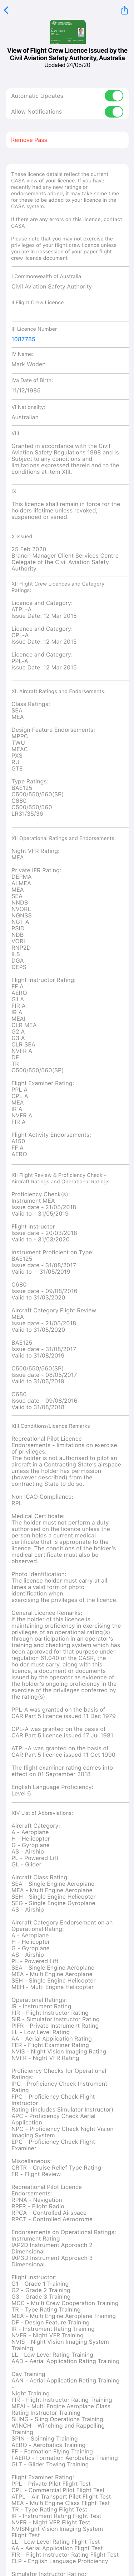 View of Flight Crew Licence issued by the
Civil Aviation Safety Authority, Australia
Updated 24/05/20
Automatic Updates
Allow Notifications
Remove Pass
These licence details reflect the current
CASA view of your licence. If you have
recently had any new ratings or
endorsements added, it may take some time
for these to be added to your licence in the
CASA system.
If there are any errors on this licence, contact
CASA
Please note that you may not exercise the
privileges of your flight crew licence unless
you are in possession of your paper flight
crew licence document
I Commonwealth of Australia
Civil Aviation Safety Authority
II Flight Crew Licence
III Licence Number
1087785
IV Name:
Mark Woden
IVa Date of Birth:
11/12/1985
VI Nationality:
Australian
VIII
Granted in accordance with the Civil
Aviation Safety Regulations 1998 and is
Subject to any conditions and
limitations expressed therein and to the
conditions at item XIII.
IX
This licence shall remain in force for the
holders lifetime unless revoked,
suspended or varied.
X Issued
25 Feb 2020
Branch Manager Client Services Centre
Delegate of the Civil Aviation Safety
Authority
XII Flight Crew Licences and Category
Ratings:
Licence and Category:
ATPL-A
Issue Date: 12 Mar 2015
Licence and Category:
CPL-A
Issue Date: 12 Mar 2015
Licence and Category:
PPL-A
Issue Date: 12 Mar 2015
XII Aircraft Ratings and Endorsements:
Class Ratings:
SEA
MEA
Design Feature Endorsements:
MPPC
TWU
MEAC
PXS
RU
GTE
Type Ratings:
BAE125
C500/550/560(SP)
C680
C500/550/560
LR31/35/36
XII Operational Ratings and Endorsements:
Night VFR Rating:
MEA
Private IFR Rating:
DEPMA
ALMEA
MEA
SEA
NNDB
NVORL
NGNSS
NGT A
PSID
NDB
VORL
RNP2D
ILS
DGA
DEPS
Flight Instructor Rating:
FF A
AERO
G1 A
FIR A
IR A
MEAI
CLR MEA
G2 A
G3 A
CLR SEA
NVFR A
DF
TR
C500/550/560(SP)
Flight Examiner Rating:
PPL A
CPL A
MEA
IR A
NVFR A
FIR A
Flight Activity Endorsements:
A150
FF A
AERO
XII Flight Review & Proficiency Check -
Aircraft Ratings and Operational Ratings
Proficiency Check(s):
Instrument MEA
Issue date - 21/05/2018
Valid to - 31/05/2019
Flight Instructor
Issue date - 20/03/2018
Valid to - 31/03/2020
Instrument Proficient on Type:
BAE125
Issue date - 31/08/2017
Valid to - 31/05/2019
C680
Issue date - 09/08/2016
Valid to 31/03/2020
Aircraft Category Flight Review
MEA
Issue date - 21/05/2018
Valid to 31/05/2020
BAE125
Issue date - 31/08/2017
Valid to 31/08/2019
C500/550/560(SP)
Issue date - 08/05/2017
Valid to 31/05/2019
C680
Issue date - 09/08/2016
Valid to 31/08/2018
XIII Conditions/Licence Remarks
Recreational Pilot Licence
Endorsements - limitations on exercise
of privileges:
The holder is not authorised to pilot an
aircraft in a Contracting State's airspace
unless the holder has permission
(however described) from the
contracting State to do so.
Non-ICAO Compliance:
RPL
Medical Certificate:
The holder must not perform a duty
authorised on the licence unless the
person holds a current medical
certificate that is appropriate to the
licence. The conditions of the holder's
medical certificate must also be
observed.
Photo Identification:
The licence holder must carry at all
times a valid form of photo
identification when
exercising the privileges of the licence.
General Licence Remarks:
If the holder of this licence is
maintaining proficiency in exercising the
privileges of an operational rating(s)
through participation in an operator's
training and checking system which has
been approved for the purposes of
regulation 61.040 of the CASR, the
holder must carry, along with this
licence, a document or documents
issued by the operator as evidence of
the holder's ongoing proficiency in the
exercise of the privileges conferred by
the rating(s).
PPL-A was granted on the basis of
CAR Part 5 licence issued 11 Dec 1979
CPL-A was granted on the basis of
CAR Part 5 licence issued 17 Jul 1981
ATPL-A was granted on the basis of
CAR Part 5 licence issued 11 Oct 1990
The flight examiner rating comes into
effect on 01 September 2018
English Language Proficiency:
Level 6
XIV List of Abbreviations:
Aircraft Category:
A - Aeroplane
H - Helicopter
G - Gyroplane
AS - Airship
PL - Powered Lift
GL - Glider
Aircraft Class Rating:
SEA - Single Engine Aeroplane
MEA - Multi Engine Aeroplane
SEH - Single Engine Helicopter
SEG - Single Engine Gyroplane
AS - Airship
Aircraft Category Endorsement on an
Operational Rating:
A - Aeroplane
H - Helicopter
G - Gyroplane
AS - Airship
PL - Powered Lift
SEA - Single Engine Aeroplane
MEA - Multi Engine Aeroplane
SEH - Single Engine Helicopter
MEH - Multi Engine Helicopter
Operational Ratings:
IR - Instrument Rating
FIR - Flight Instructor Rating
SIR - Simulator Instructor Rating
PIFR - Private Instrument Rating
LL - Low Level Rating
AA - Aerial Application Rating
FER - Flight Examiner Rating
NVIS - Night Vision Imaging Rating
NVFR - Night VFR Rating
Proficiency Checks for Operational
Ratings:
IPC - Proficiency Check Instrument
Rating
FPC - Proficiency Check Flight
Instructor
Rating (includes Simulator Instructor)
APC - Proficiency Check Aerial
Application
NPC - Proficiency Check Night Vision
Imaging System
EPC - Proficiency Check Flight
Examiner
Miscellaneous:
CRTR - Cruise Relief Type Rating
FR - Flight Review
Recreational Pilot Licence
Endorsements:
RPNA - Navigation
RPFR - Flight Radio
RPCA - Controlled Airspace
RPCT - Controlled Aerodrome
Endorsements on Operational Ratings:
Instrument Rating
IAP2D Instrument Approach 2
Dimensional
IAP3D Instrument Approach 3
Dimensional
Flight Instructor:
G1 - Grade 1 Training
G2 - Grade 2 Training
G3 - Grade 3 Training
MCC - Multi Crew Cooperation Training
TR - Type Rating Training
MEA - Multi Engine Aeroplane Training
DF - Design Feature Training
IR - Instrument Rating Training
NVFR - Night VFR Training
NVIS - Night Vision Imaging System
Training
LL - Low Level Rating Training
AAD - Aerial Application Rating Training
-
Day Training
AAN - Aerial Application Rating Training
-
Night Training
FIR - Flight Instructor Rating Training
MEAI - Multi Engine Aeroplane Class
Rating Instructor Training
SLING - Sling Operations Training
WINCH - Winching and Rappelling
Training
SPIN - Spinning Training
AERO - Aerobatics Training
FF - Formation Flying Training
FAERO - Formation Aerobatics Training
GLT - Glider Towing Training
Flight Examiner Rating:
PPL - Private Pilot Flight Test
CPL - Commercial Pilot Flight Test
ATPL - Air Transport Pilot Flight Test
MEA - Multi Engine Class Flight Test
TR - Type Rating Flight Test
IR - Instrument Rating Flight Test
NVFR - Night VFR Flight Test
NVISNight Vision Imaging System
Flight Test
LL - Low Level Rating Flight Test
AA - Aerial Application Flight Test
FIR - Flight Instructor Rating Flight Test
ELP - English Language Proficiency
Simulator Instructor Rating: